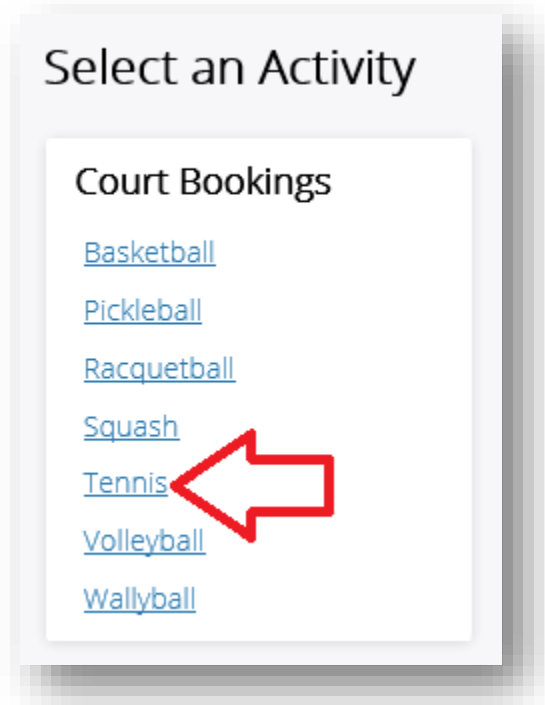 Select an Activity
Court Bookings
Basketball
Pickleball
Racquetball
Squash
Tennis
Volleyball
Wallyball